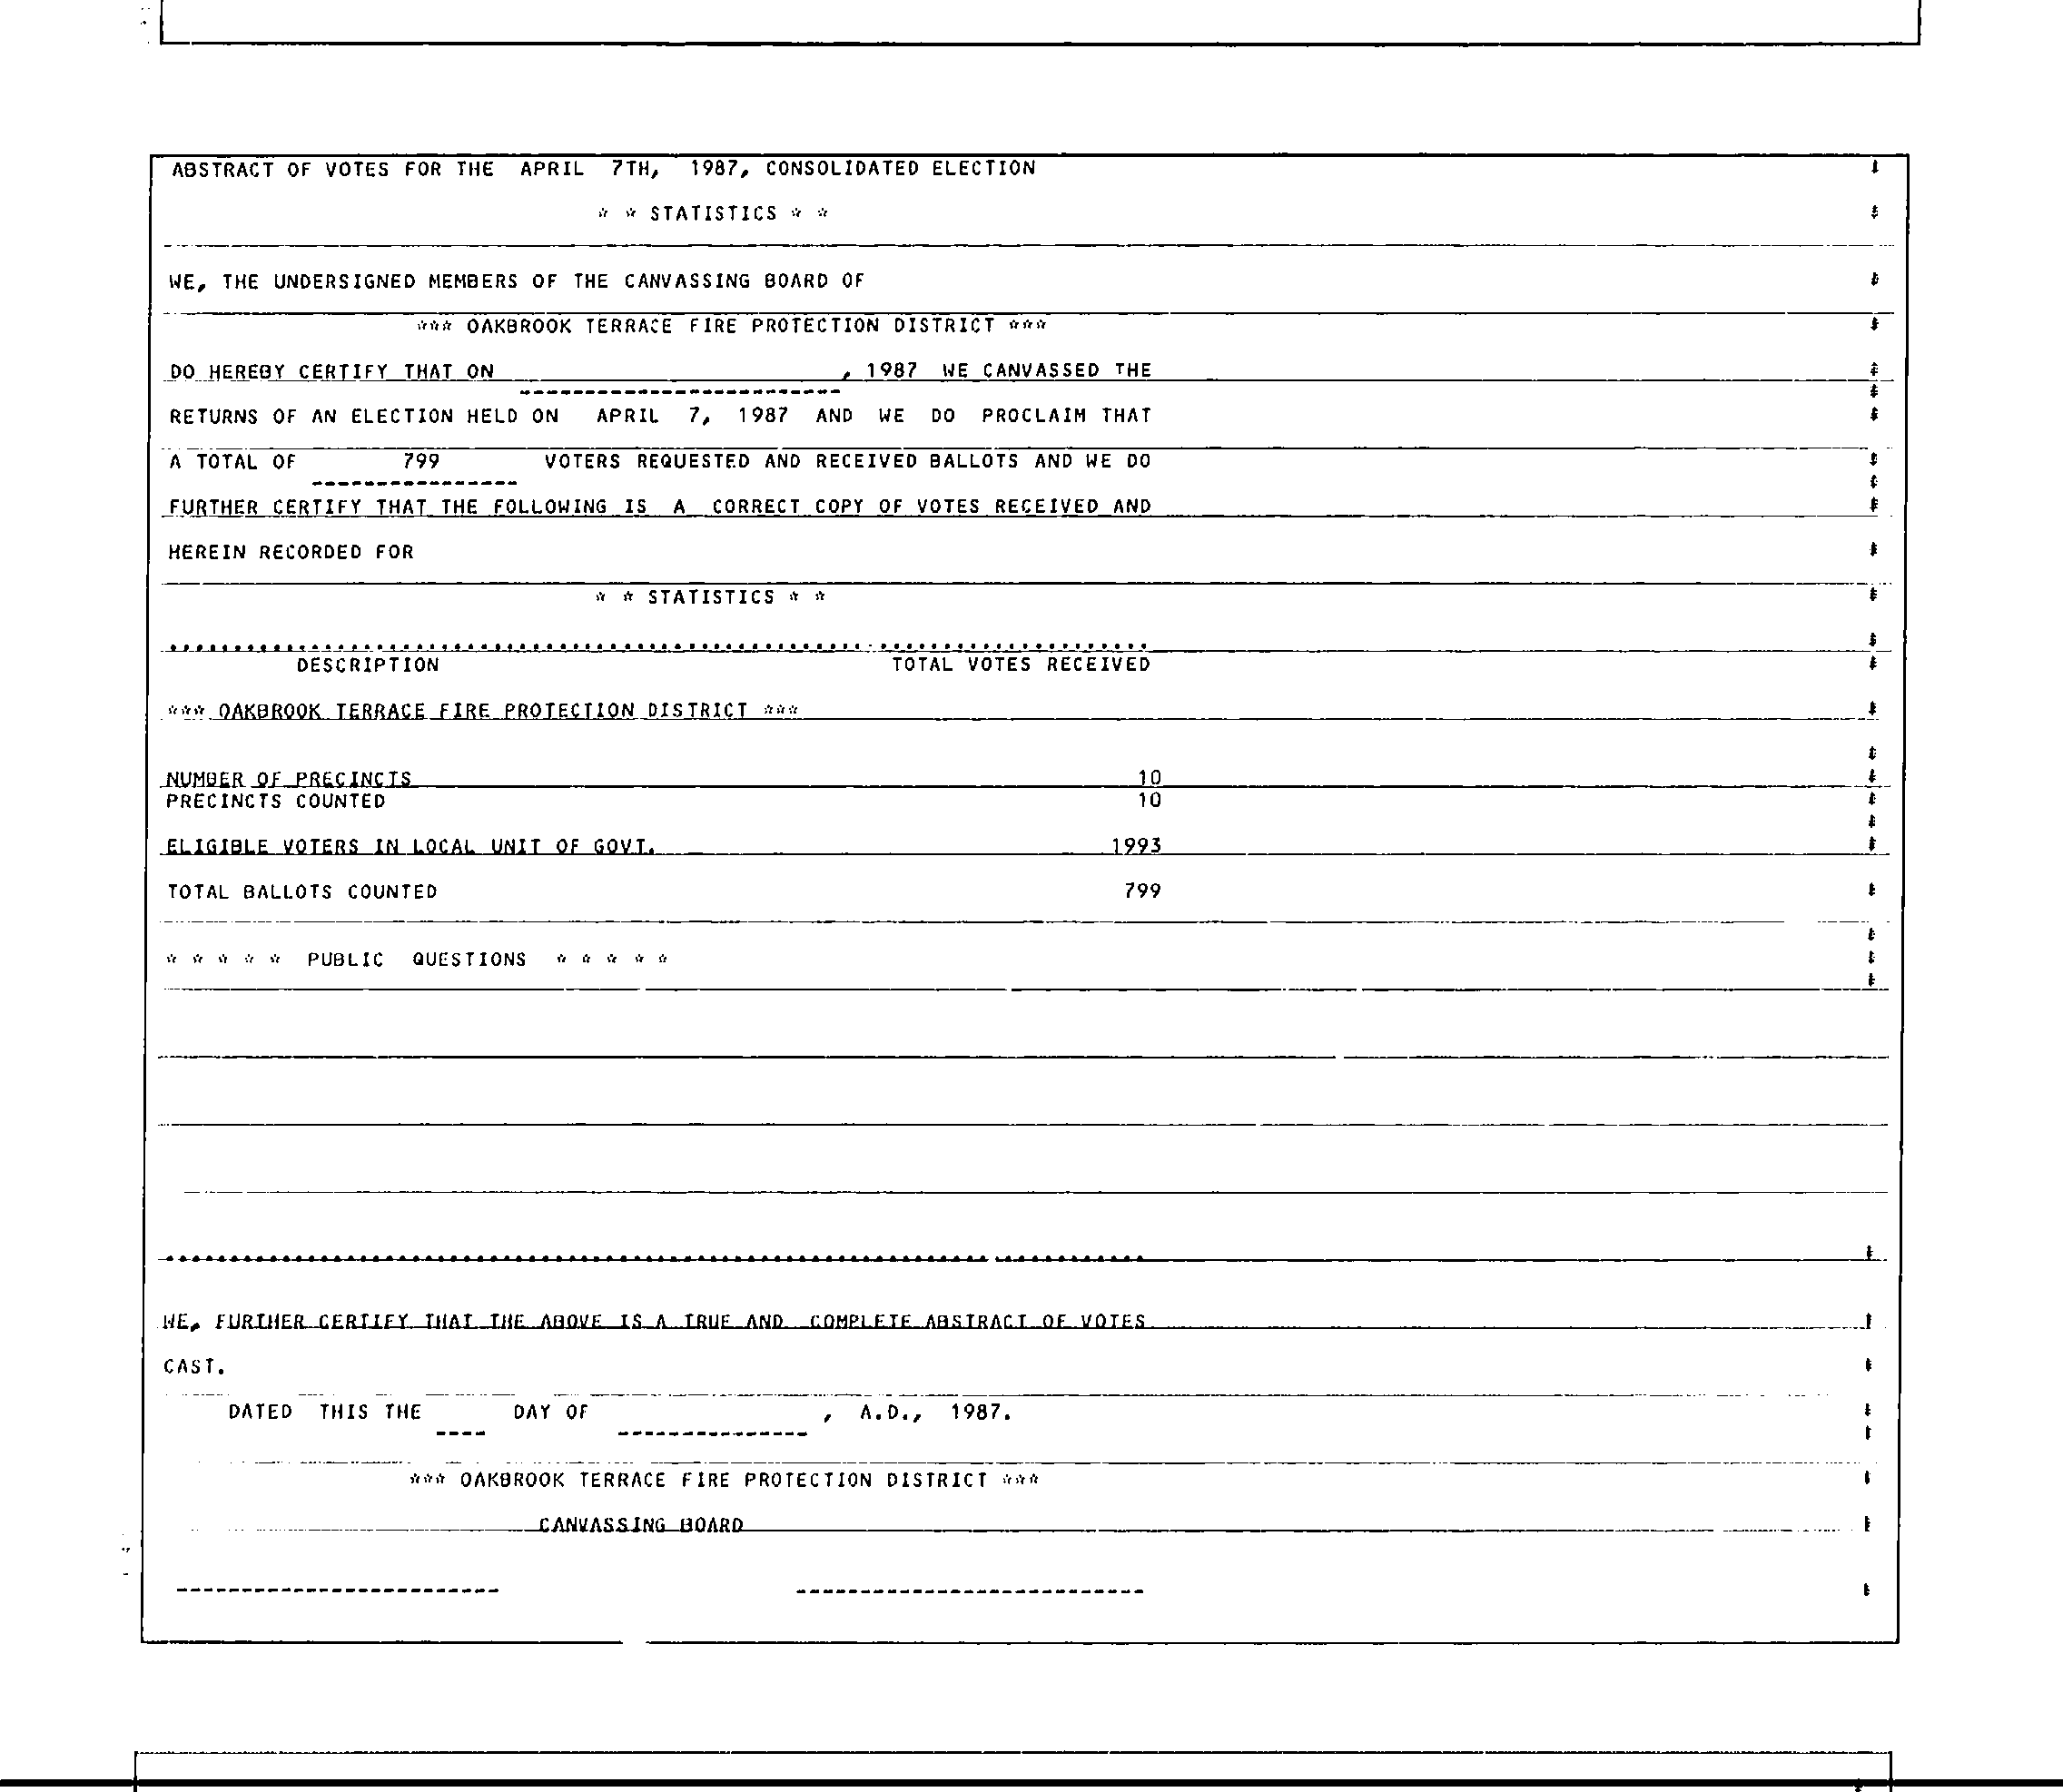 ABSTRACT OF VOTES FOR THE APRIL 7TH, 1987, CONSOLIDATED ELECTION
* * STATISTICS * *
WE, THE UNDERSIGNED MEMBERS OF THE CANVASSING BOARD OF
*** OAKBROOK TERRACE FIRE PROTECTION DISTRICT ***
DO HEREBY CERTIFY THAT ON , 1987 WE CANVASSED THE
RETURNS OF AN ELECTION HELD ON APRIL 7, 1987 AND WE DO PROCLAIM THAT
A TOTAL OF 799 VOTERS REQUESTED AND RECEIVED BALLOTS AND WE DO
FURTHER CERTIFY THAT THE FOLLOWING IS A CORRECT COPY OF VOTES RECEIVED AND
HEREIN RECORDED FOR
* * STATISTICS * *
DESCRIPTION TOTAL VOTES RECEIVED
*** OAKBROOK TERRACE FIRE PROTECTION DISTRICT ***
NUMBER OF PRECINCTS 10
PRECINCTS COUNTED 10
ELIGIBLE VOTERS IN LOCAL UNIT OF GOVT. 1993
TOTAL BALLOTS COUNTED 799
* * * * * PUBLIC QUESTIONS * * * * *
WE, FURTHER CERTIFY THAT THE ABOVE IS A TRUE AND COMPLETE ABSTRACT OF VOTES
CAST.
DATED THIS THE ---- DAY OF --------------- , A.D., 1987.
*** OAKBROOK TERRACE FIRE PROTECTION DISTRICT ***
CANVASSING BOARD